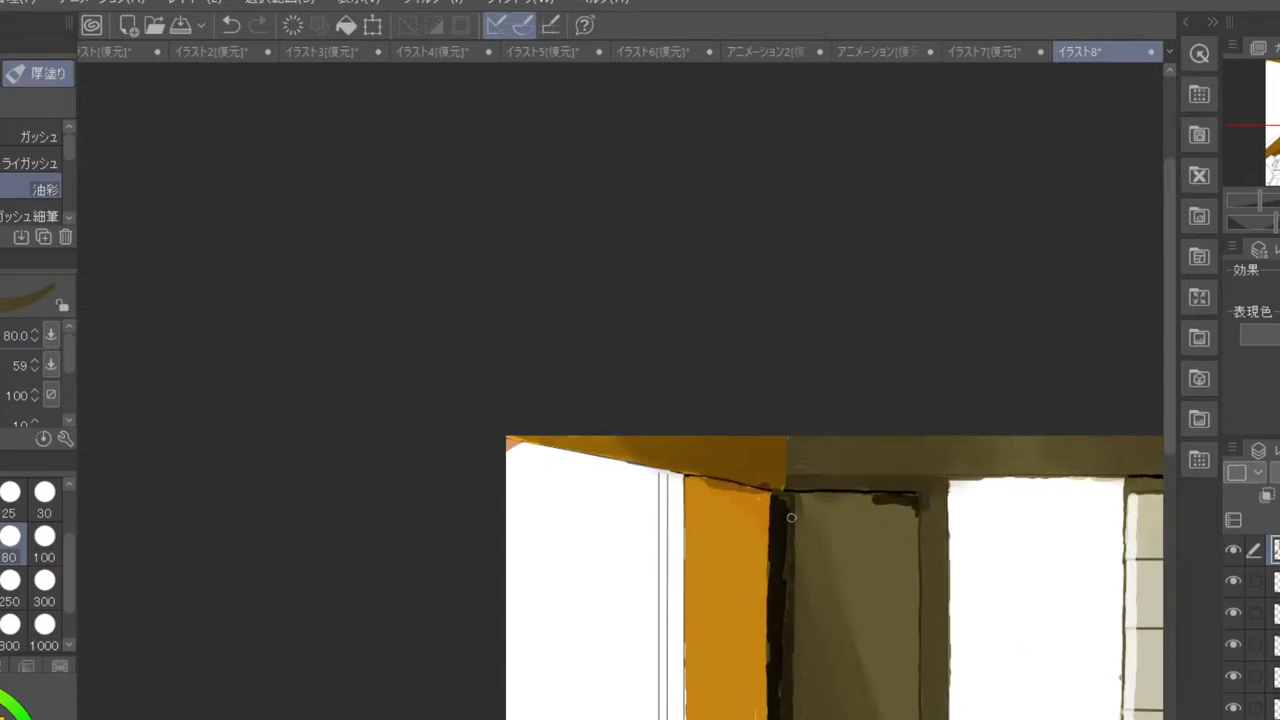 スト[復元]* イラスト2[復元]* イラスト3[復元]* イラスト4[復元]* イラスト5[復元]* イラスト6[復元]* アニメーション2[復 アニメーション[復元 イラスト7[復元]* イラスト8*
厚塗り
ガッシュ
ライガッシュ
油彩
ガッシュ細筆
80.0
59
100
25 30
80 100
250 300
600 1000
効果
表現色